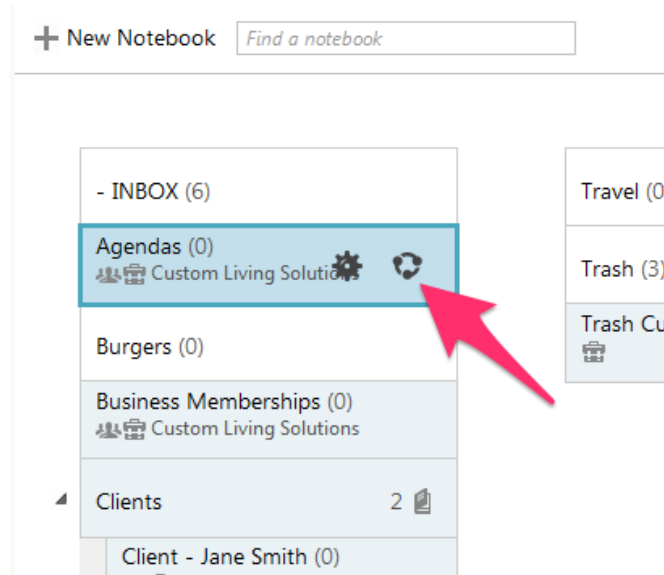 New Notebook
Find a notebook
- INBOX (6)
Agendas (0)
Custom Living Solutions
Burgers (0)
Business Memberships (0)
Custom Living Solutions
Clients 2
Client - Jane Smith (0)
Travel (0
Trash (3)
Trash Cu